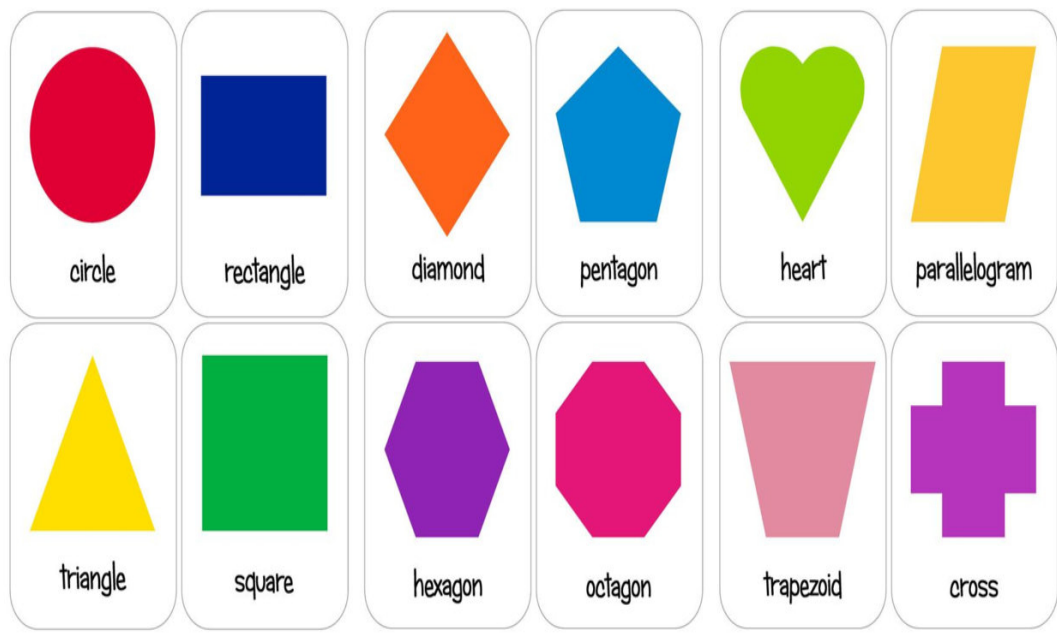 circle
rectangle
diamond
pentagon
heart
parallelogram
triangle
square
hexagon
octagon
trapezoid
cross